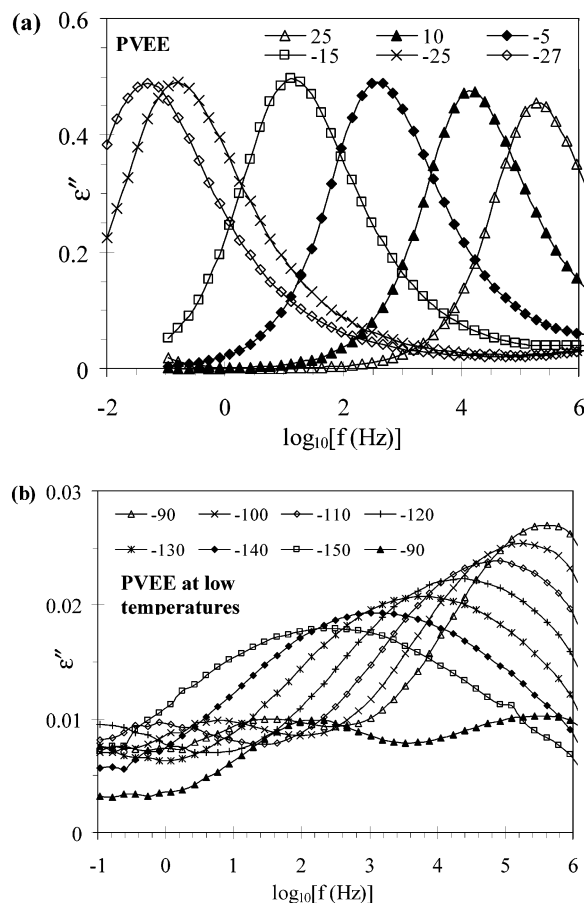 (a)
PVEE
25 10 -5
-15 -25 -27
0.6
0.4
0.2
0
ε″
-2 0 2 4 6
log₁₀[f (Hz)]
(b)
0.03
0.02
0.01
0
ε″
-90 -100 -110 -120
-130 -140 -150 -90
PVEE at low
temperatures
-1 0 1 2 3 4 5 6
log₁₀[f (Hz)]